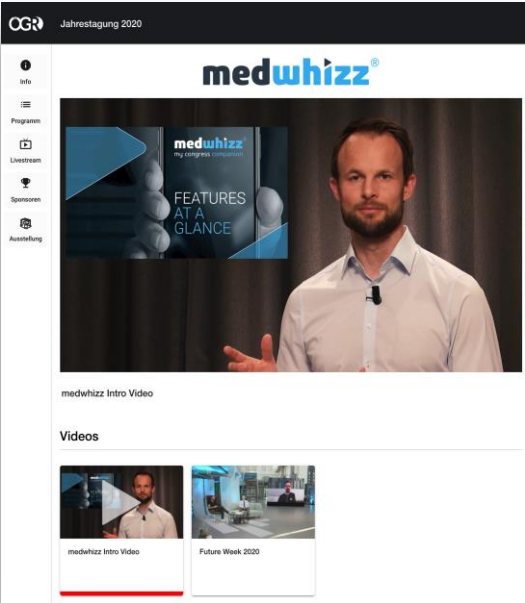 OGR
Jahrestagung 2020
Info
Programm
Livestream
Sponsoren
Ausstellung
medwhizz®
medwhizz®
my congress companion
FEATURES
AT A
GLANCE
medwhizz Intro Video
Videos
medwhizz Intro Video
Future Week 2020